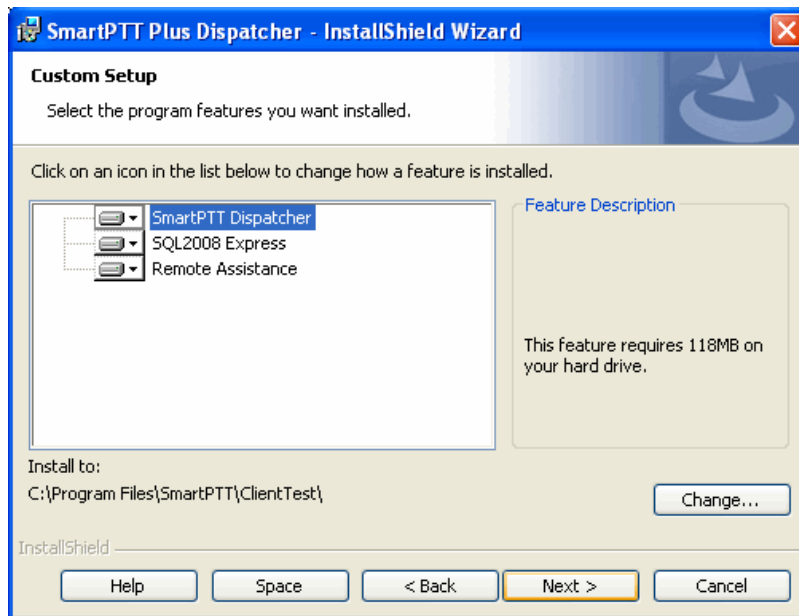 SmartPTT Plus Dispatcher - InstallShield Wizard
Custom Setup
Select the program features you want installed.
Click on an icon in the list below to change how a feature is installed.
SmartPTT Dispatcher
SQL2008 Express
Remote Assistance
Feature Description
This feature requires 118MB on
your hard drive.
Install to:
C:\Program Files\SmartPTT\ClientTest\
Change...
InstallShield
Help
Space
< Back
Next >
Cancel